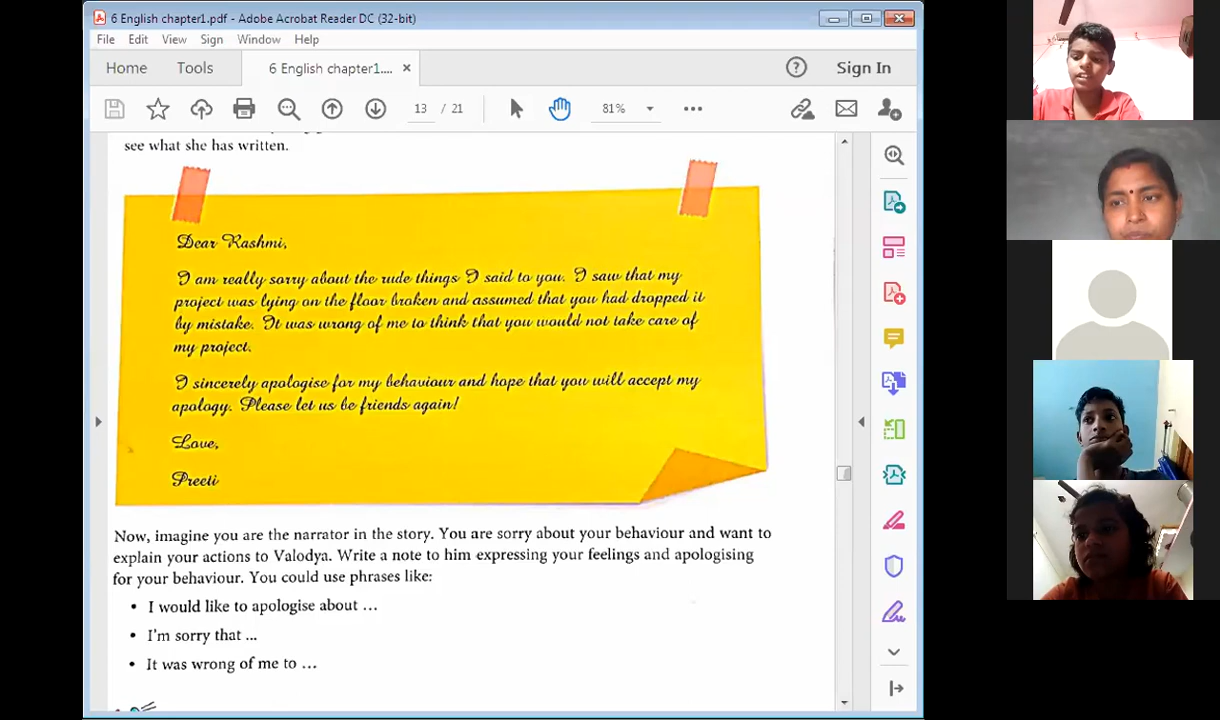 6 English chapter1.pdf - Adobe Acrobat Reader DC (32-bit)
File Edit View Sign Window Help
Home Tools 6 English chapter1.... × ? Sign In
13 / 21 81%
see what she has written.
Dear Rashmi,
I am really sorry about the rude things I said to you. I saw that my
project was lying on the floor broken and assumed that you had dropped it
by mistake. It was wrong of me to think that you would not take care of
my project.
I sincerely apologise for my behaviour and hope that you will accept my
apology. Please let us be friends again!
Love,
Preeti
Now, imagine you are the narrator in the story. You are sorry about your behaviour and want to
explain your actions to Valodya. Write a note to him expressing your feelings and apologising
for your behaviour. You could use phrases like:
• I would like to apologise about ...
• I'm sorry that ...
• It was wrong of me to ...